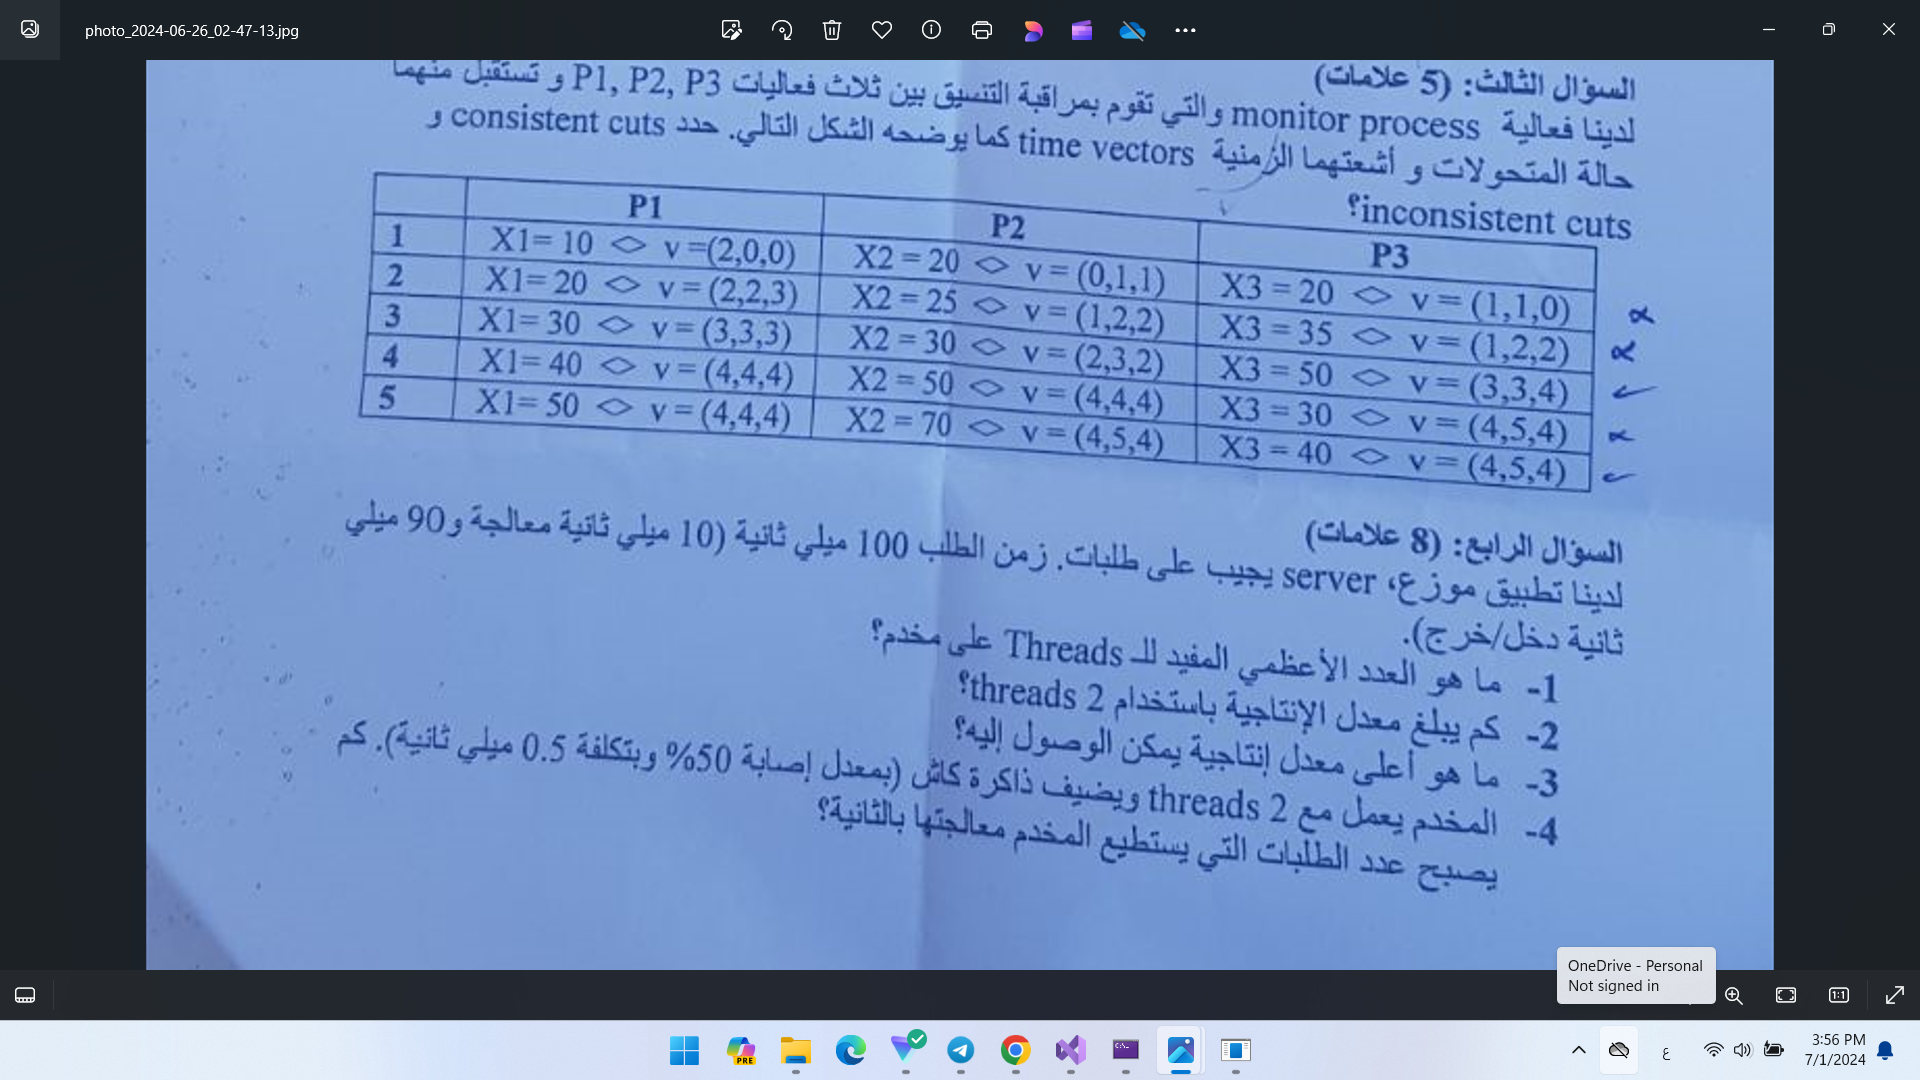 photo_2024-06-26_02-47-13.jpg
السؤال الثالث: (5 علامات)
لدينا فعالية monitor process والتي تقوم بمراقبة التنسيق بين ثلاث فعاليات P1, P2, P3 و تستقبل منهما
حالة المتحولات و أشعتهما الزمنية time vectors كما يوضحه الشكل التالي. حدد consistent cuts و
inconsistent cuts؟
P1 P2 P3
1 X1= 10 <> v =(2,0,0) X2 = 20 <> v = (0,1,1) X3 = 20 <> v = (1,1,0)
2 X1= 20 <> v = (2,2,3) X2 = 25 <> v = (1,2,2) X3 = 35 <> v = (1,2,2)
3 X1= 30 <> v = (3,3,3) X2 = 30 <> v = (2,3,2) X3 = 50 <> v = (3,3,4)
4 X1= 40 <> v = (4,4,4) X2 = 50 <> v = (4,4,4) X3 = 30 <> v = (4,5,4)
5 X1= 50 <> v = (4,4,4) X2 = 70 <> v = (4,5,4) X3 = 40 <> v = (4,5,4)
السؤال الرابع: (8 علامات)
لدينا تطبيق موزع، server يجيب على طلبات. زمن الطلب 100 ميلي ثانية (10 ميلي ثانية معالجة و90 ميلي
ثانية دخل/خرج).
1- ما هو العدد الأعظمي المفيد للـ Threads على مخدم؟
2- كم يبلغ معدل الإنتاجية باستخدام 2 threads؟
3- ما هو أعلى معدل إنتاجية يمكن الوصول إليه؟
4- المخدم يعمل مع 2 threads ويضيف ذاكرة كاش (بمعدل إصابة 50% وبتكلفة 0.5 ميلي ثانية). كم
يصبح عدد الطلبات التي يستطيع المخدم معالجتها بالثانية؟
OneDrive - Personal
Not signed in
1:1
PRE
ع
3:56 PM
7/1/2024